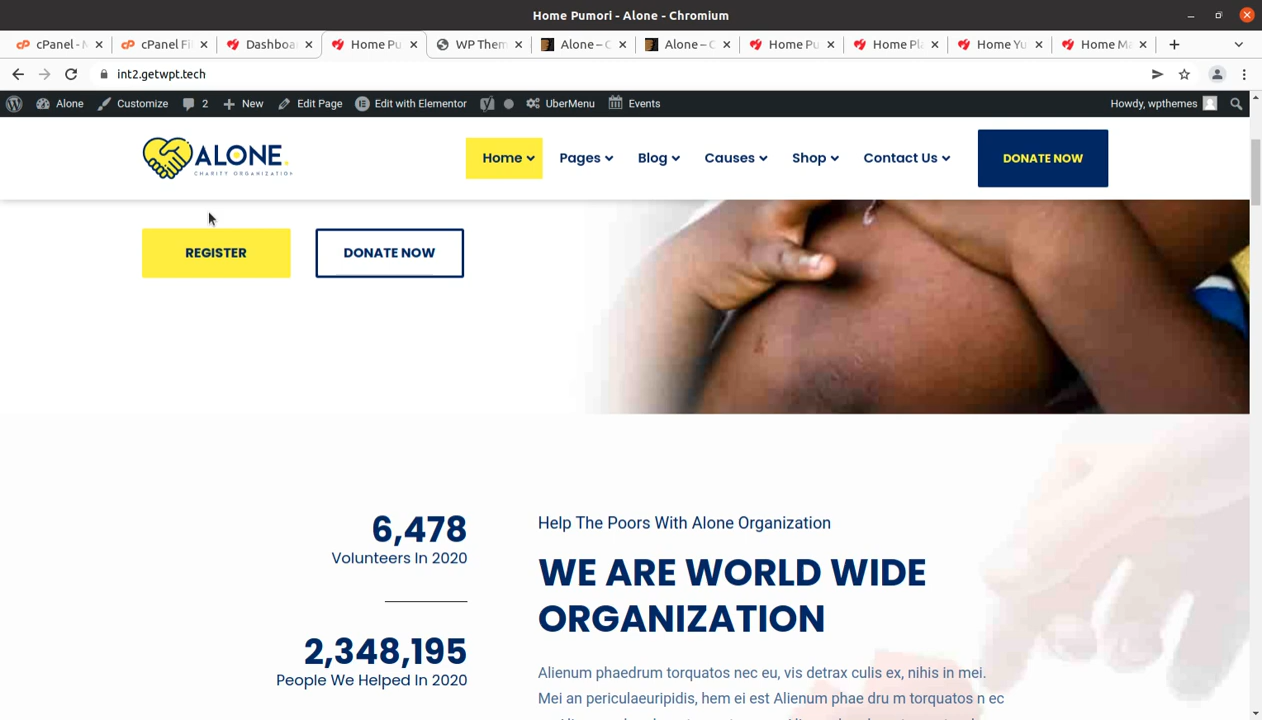 Home Pumori - Alone - Chromium
cPanel - M
cPanel Fi
Dashboa
Home Pu
WP Them
Alone – C
Alone – C
Home Pu
Home Pl
Home Yu
Home M
int2.getwpt.tech
Alone
Customize
2
New
Edit Page
Edit with Elementor
UberMenu
Events
Howdy, wpthemes
ALONE.
CHARITY ORGANIZATION
Home
Pages
Blog
Causes
Shop
Contact Us
DONATE NOW
REGISTER
DONATE NOW
6,478
Volunteers In 2020
2,348,195
People We Helped In 2020
Help The Poors With Alone Organization
WE ARE WORLD WIDE
ORGANIZATION
Alienum phaedrum torquatos nec eu, vis detrax culis ex, nihis in mei.
Mei an periculaeuripidis, hem ei est Alienum phae dru m torquatos n ec